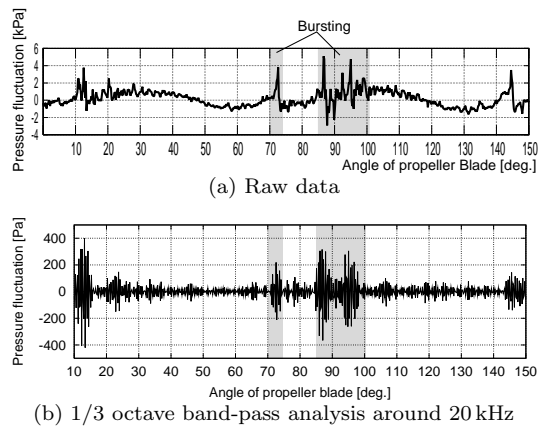 Bursting
Pressure fluctuation [kPa]
6
4
2
0
-2
-4
10 20 30 40 50 60 70 80 90 100 110 120 130 140 150
Angle of propeller Blade [deg.]
(a) Raw data
Pressure fluctuation [Pa]
400
200
0
-200
-400
10 20 30 40 50 60 70 80 90 100 110 120 130 140 150
Angle of propeller blade [deg.]
(b) 1/3 octave band-pass analysis around 20 kHz